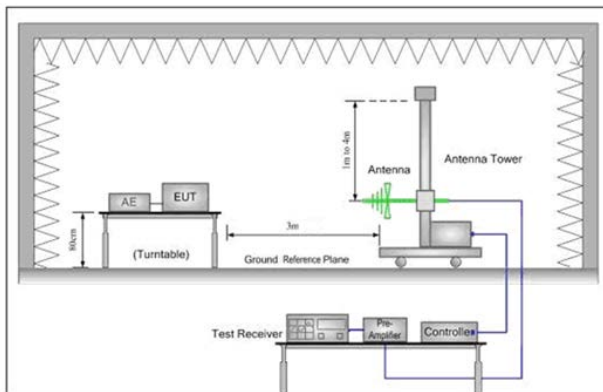 1m to 4m
Antenna
Antenna Tower
AE
EUT
80cm
(Turntable)
3m
Ground Reference Plane
Test Receiver
Pre-
Amplifier
Controller